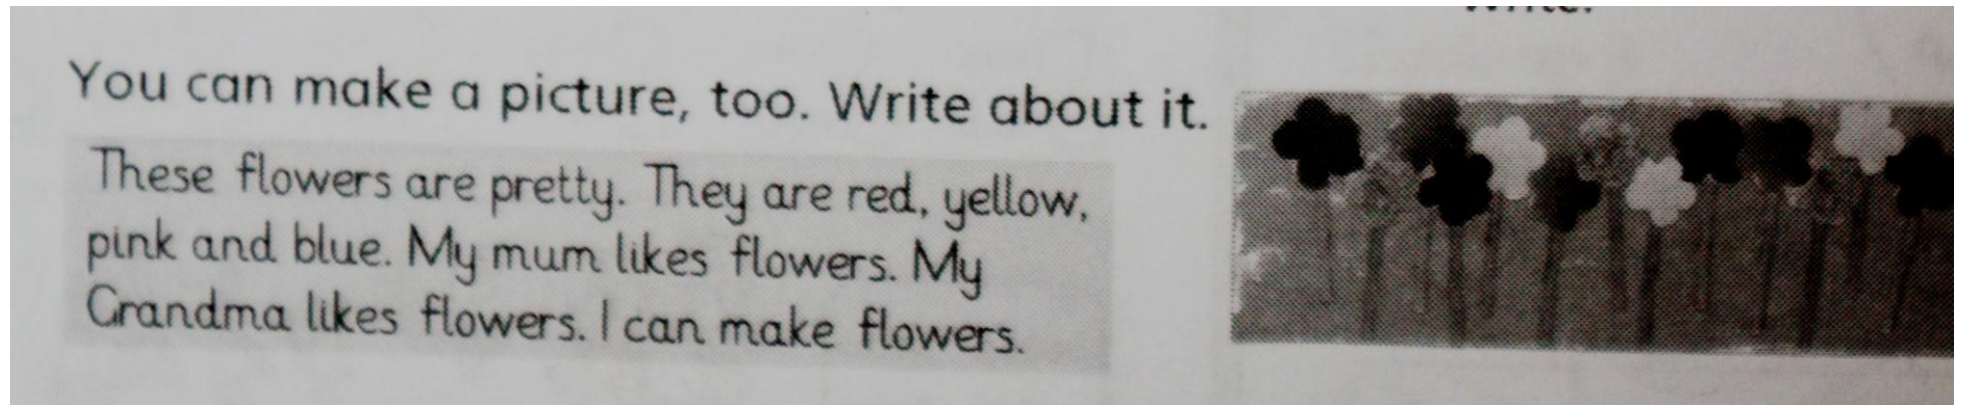 You can make a picture, too. Write about it.
These flowers are pretty. They are red, yellow,
pink and blue. My mum likes flowers. My
Grandma likes flowers. I can make flowers.